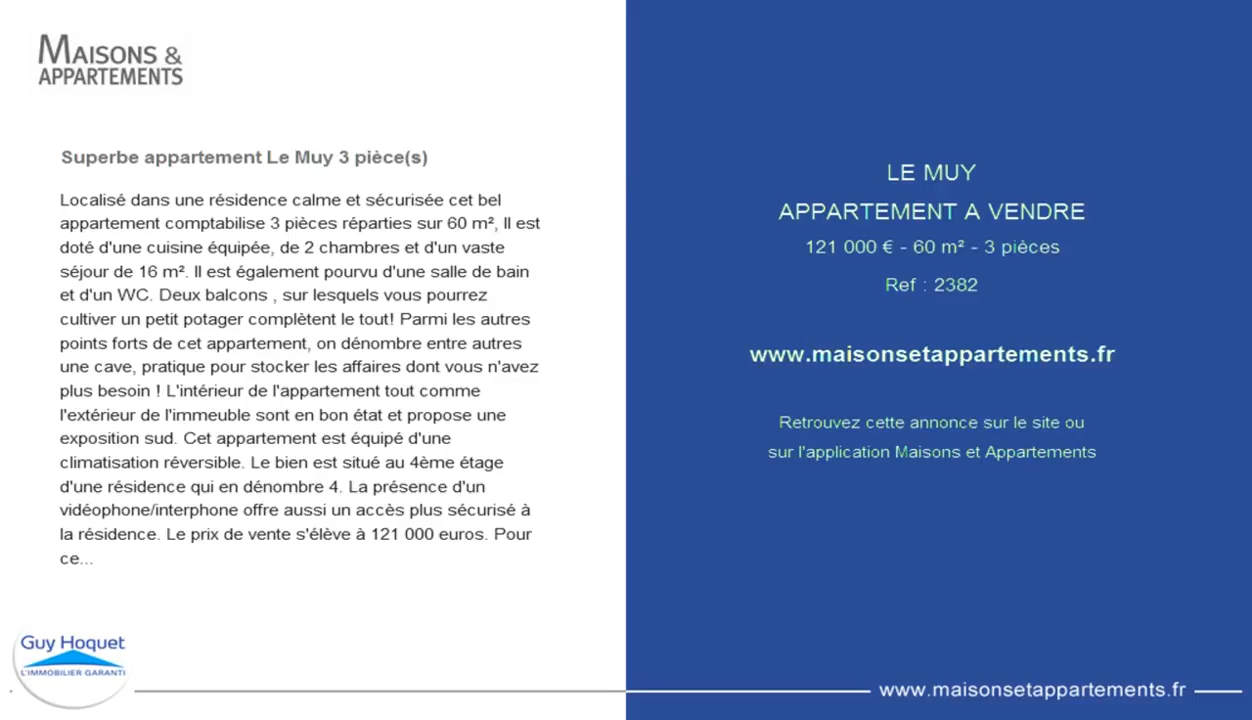 MAISONS &
APPARTEMENTS
Superbe appartement Le Muy 3 pièce(s)
Localisé dans une résidence calme et sécurisée cet bel
appartement comptabilise 3 pièces réparties sur 60 m², Il est
doté d'une cuisine équipée, de 2 chambres et d'un vaste
séjour de 16 m². Il est également pourvu d'une salle de bain
et d'un WC. Deux balcons , sur lesquels vous pourrez
cultiver un petit potager complètent le tout! Parmi les autres
points forts de cet appartement, on dénombre entre autres
une cave, pratique pour stocker les affaires dont vous n'avez
plus besoin ! L'intérieur de l'appartement tout comme
l'extérieur de l'immeuble sont en bon état et propose une
exposition sud. Cet appartement est équipé d'une
climatisation réversible. Le bien est situé au 4ème étage
d'une résidence qui en dénombre 4. La présence d'un
vidéophone/interphone offre aussi un accès plus sécurisé à
la résidence. Le prix de vente s'élève à 121 000 euros. Pour
ce...
LE MUY
APPARTEMENT A VENDRE
121 000 € - 60 m² - 3 pièces
Ref : 2382
www.maisonsetappartements.fr
Retrouvez cette annonce sur le site ou
sur l'application Maisons et Appartements
Guy Hoquet
L'IMMOBILIER GARANTI
www.maisonsetappartements.fr